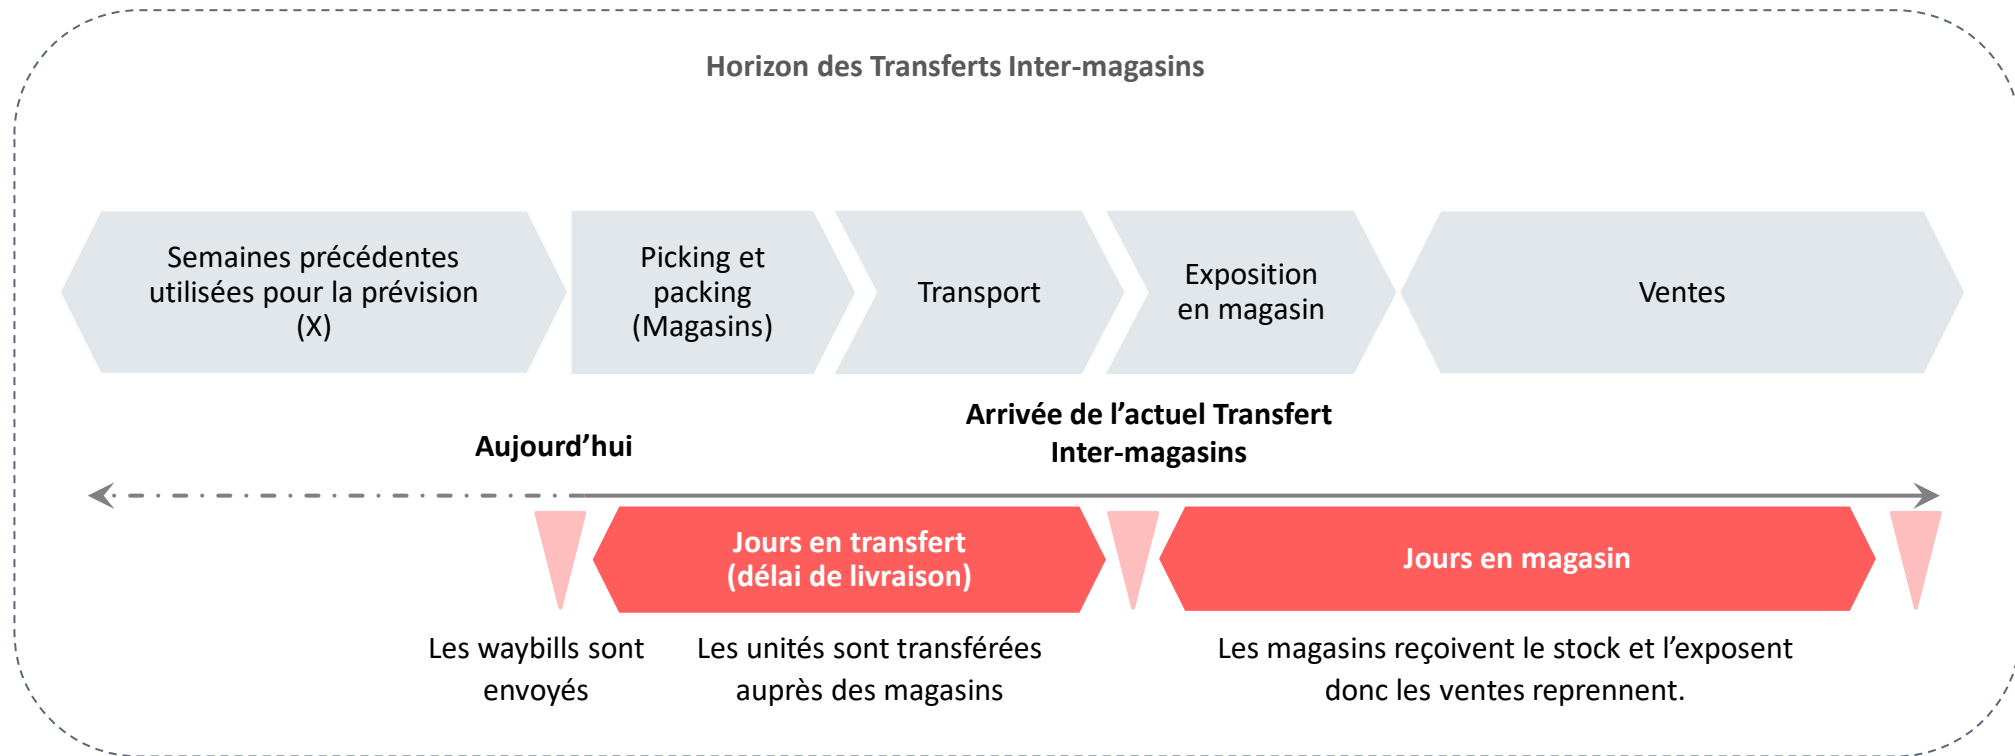 Horizon des Transferts Inter-magasins
Semaines précédentes
utilisées pour la prévision
(X)
Picking et
packing
(Magasins)
Transport
Exposition
en magasin
Ventes
Aujourd’hui
Arrivée de l’actuel Transfert
Inter-magasins
Jours en transfert
(délai de livraison)
Jours en magasin
Les waybills sont
envoyés
Les unités sont transférées
auprès des magasins
Les magasins reçoivent le stock et l’exposent
donc les ventes reprennent.